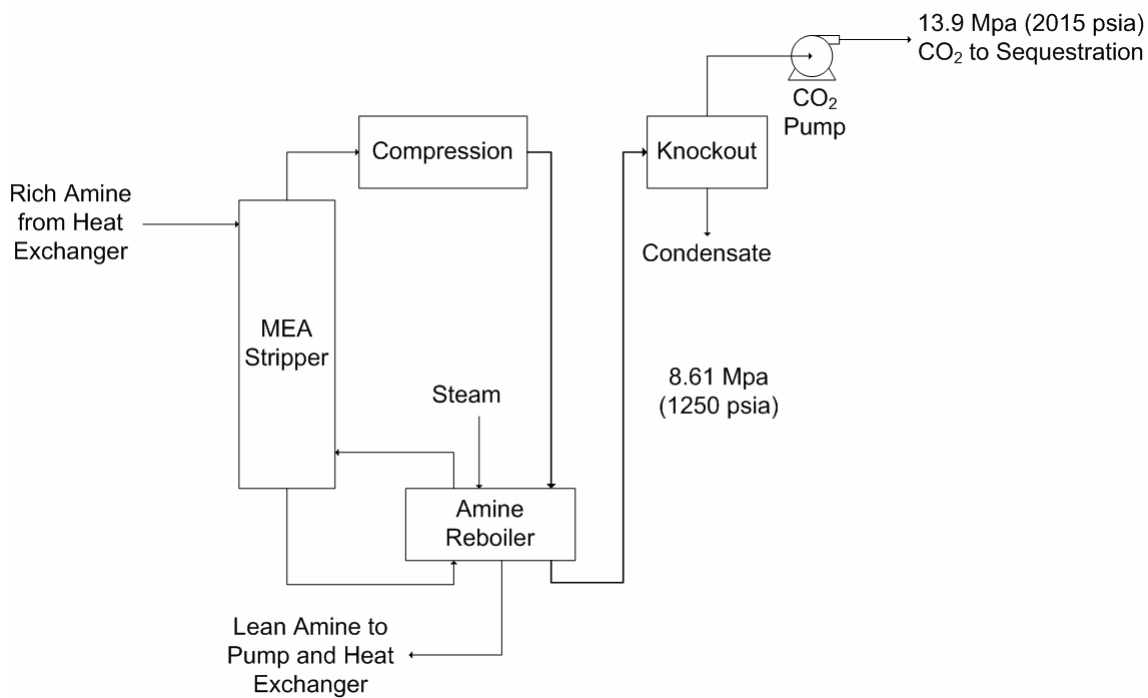 13.9 Mpa (2015 psia)
CO₂ to Sequestration
CO₂
Pump
Compression
Knockout
Rich Amine
from Heat
Exchanger
Condensate
MEA
Stripper
8.61 Mpa
(1250 psia)
Steam
Amine
Reboiler
Lean Amine to
Pump and Heat
Exchanger